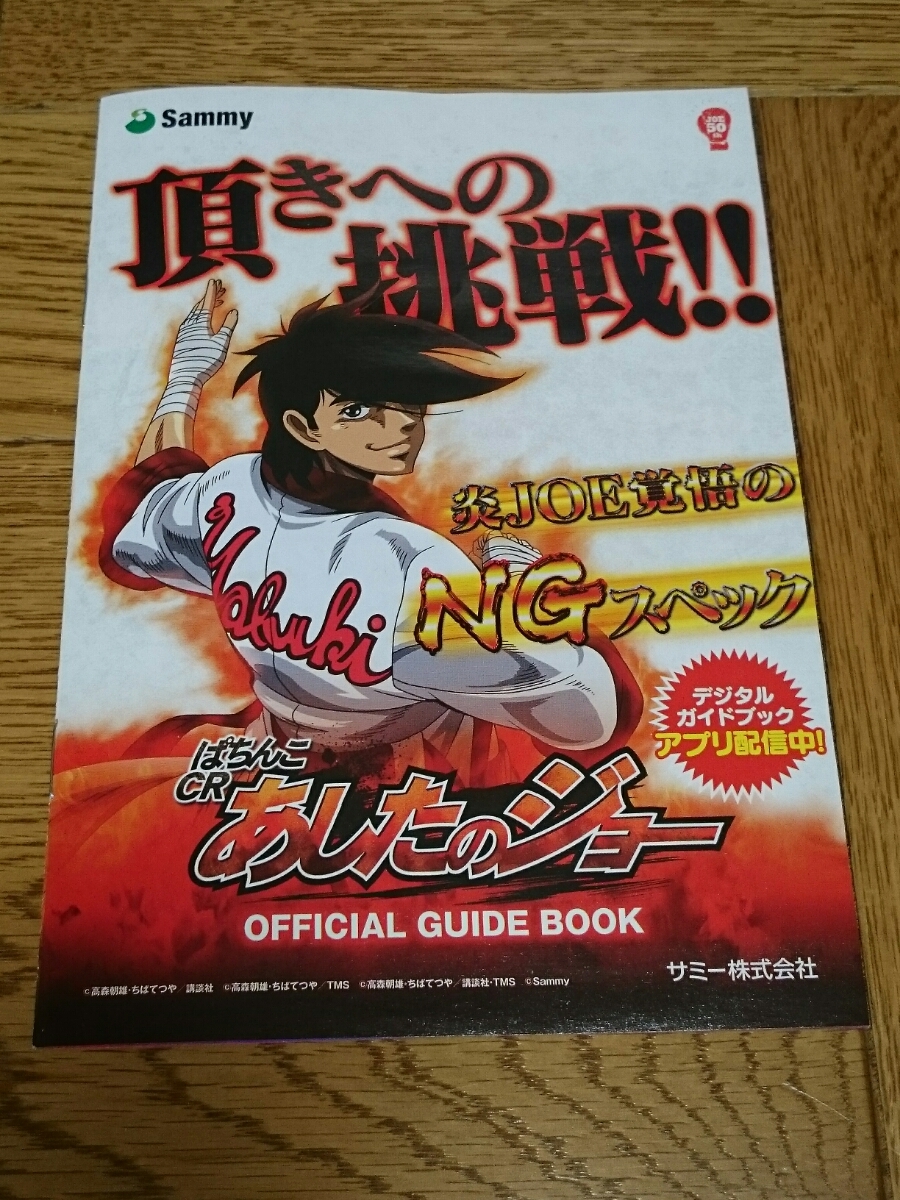 Sammy
JOE
50
th
頂きへの
挑戦!!
Yabuki
炎JOE覚悟の
NGスペック
デジタル
ガイドブック
アプリ配信中!
ぱちんこ
CR
あしたのジョー
OFFICIAL GUIDE BOOK
サミー株式会社
©高森朝雄・ちばてつや/講談社 ©高森朝雄・ちばてつや/TMS ©高森朝雄・ちばてつや/講談社・TMS ©Sammy